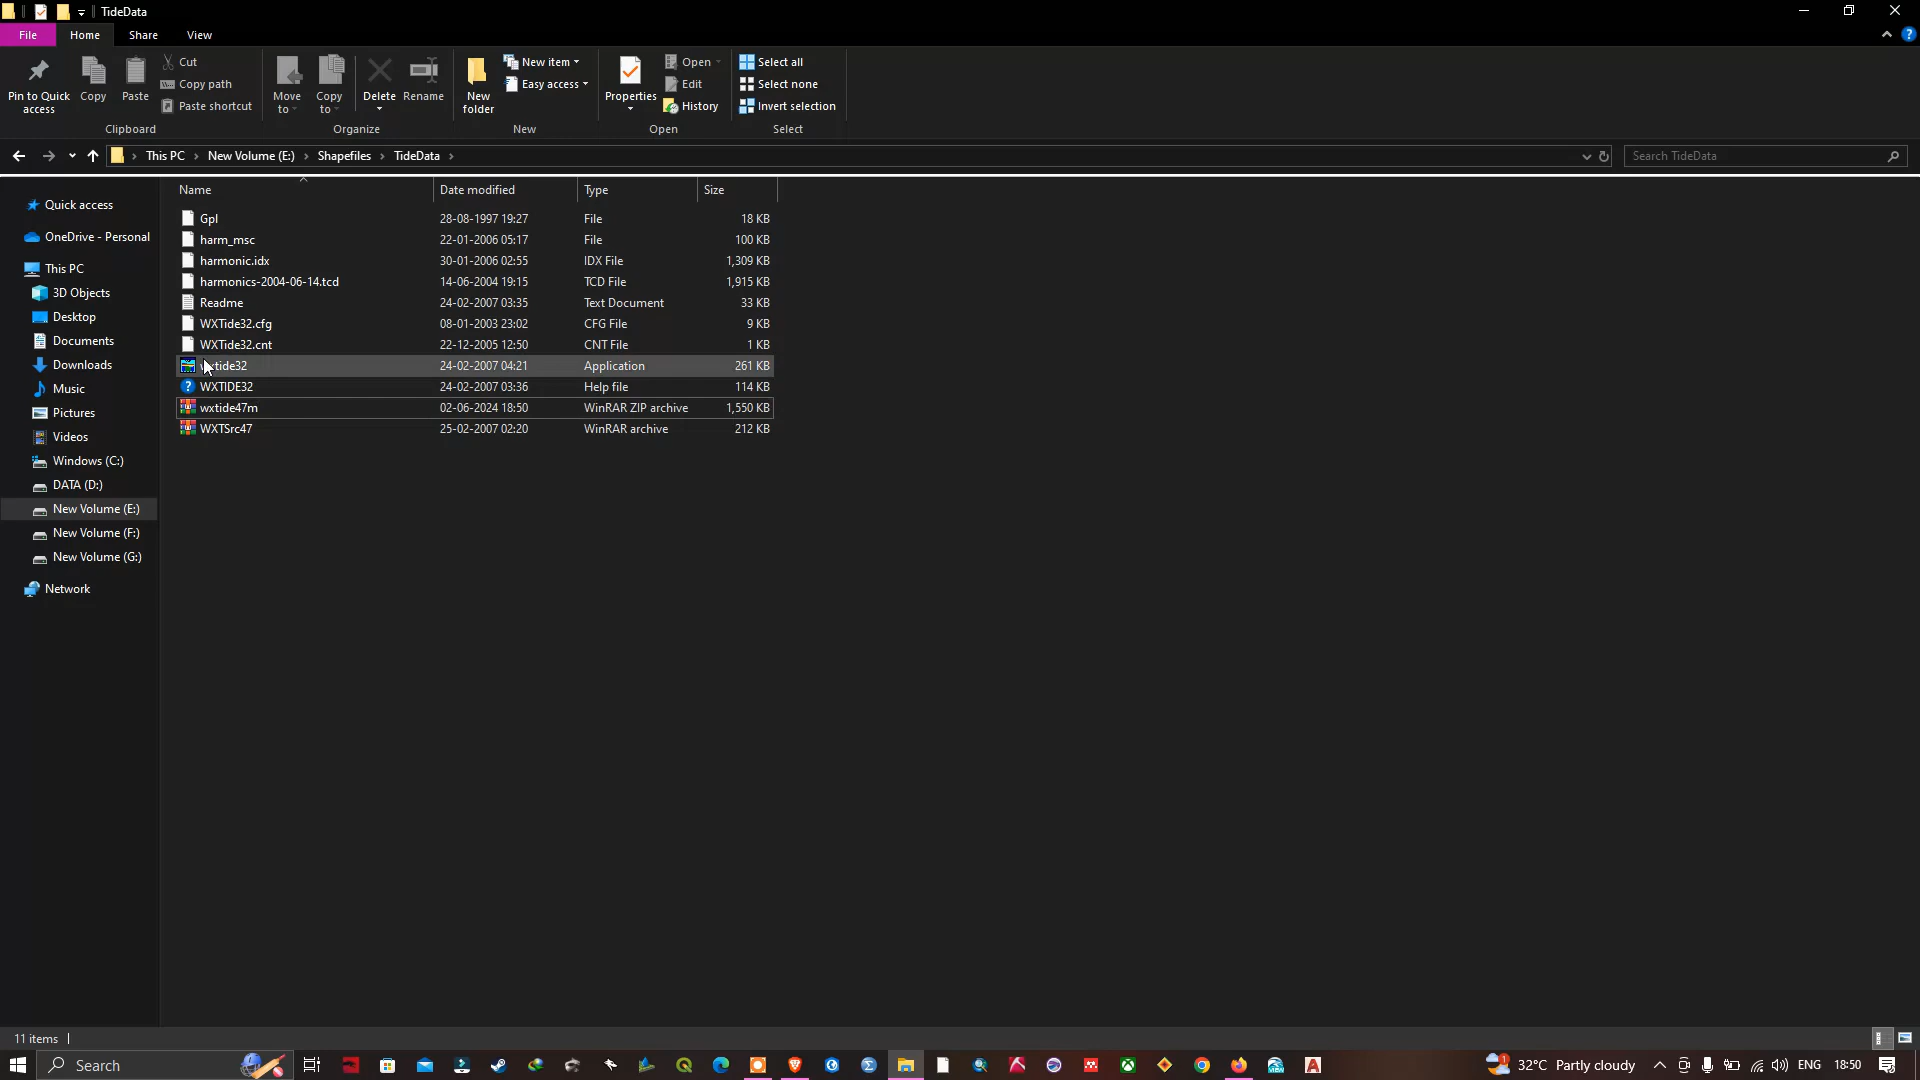 TideData
File Home Share View
Pin to Quick access
Copy
Paste
Cut
Copy path
Paste shortcut
Clipboard
Move to
Copy to
Delete
Rename
Organize
New folder
New item
Easy access
New
Properties
Open
Edit
History
Open
Select all
Select none
Invert selection
Select
This PC > New Volume (E:) > Shapefiles > TideData >
Search TideData
Quick access
OneDrive - Personal
This PC
3D Objects
Desktop
Documents
Downloads
Music
Pictures
Videos
Windows (C:)
DATA (D:)
New Volume (E:)
New Volume (F:)
New Volume (G:)
Network
Name Date modified Type Size
Gpl 28-08-1997 19:27 File 18 KB
harm_msc 22-01-2006 05:17 File 100 KB
harmonic.idx 30-01-2006 02:55 IDX File 1,309 KB
harmonics-2004-06-14.tcd 14-06-2004 19:15 TCD File 1,915 KB
Readme 24-02-2007 03:35 Text Document 33 KB
WXTide32.cfg 08-01-2003 23:02 CFG File 9 KB
WXTide32.cnt 22-12-2005 12:50 CNT File 1 KB
wxtide32 24-02-2007 04:21 Application 261 KB
WXTIDE32 24-02-2007 03:36 Help file 114 KB
wxtide47m 02-06-2024 18:50 WinRAR ZIP archive 1,550 KB
WXTSrc47 25-02-2007 02:20 WinRAR archive 212 KB
11 items
Search
32°C Partly cloudy
ENG
18:50